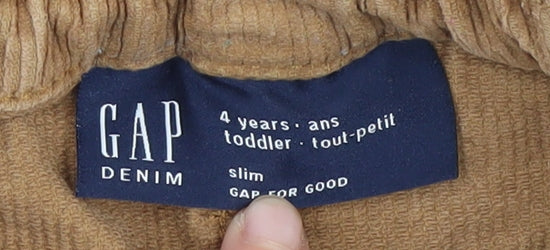 GAP
DENIM
4 years · ans
toddler · tout-petit
slim
GAP FOR GOOD